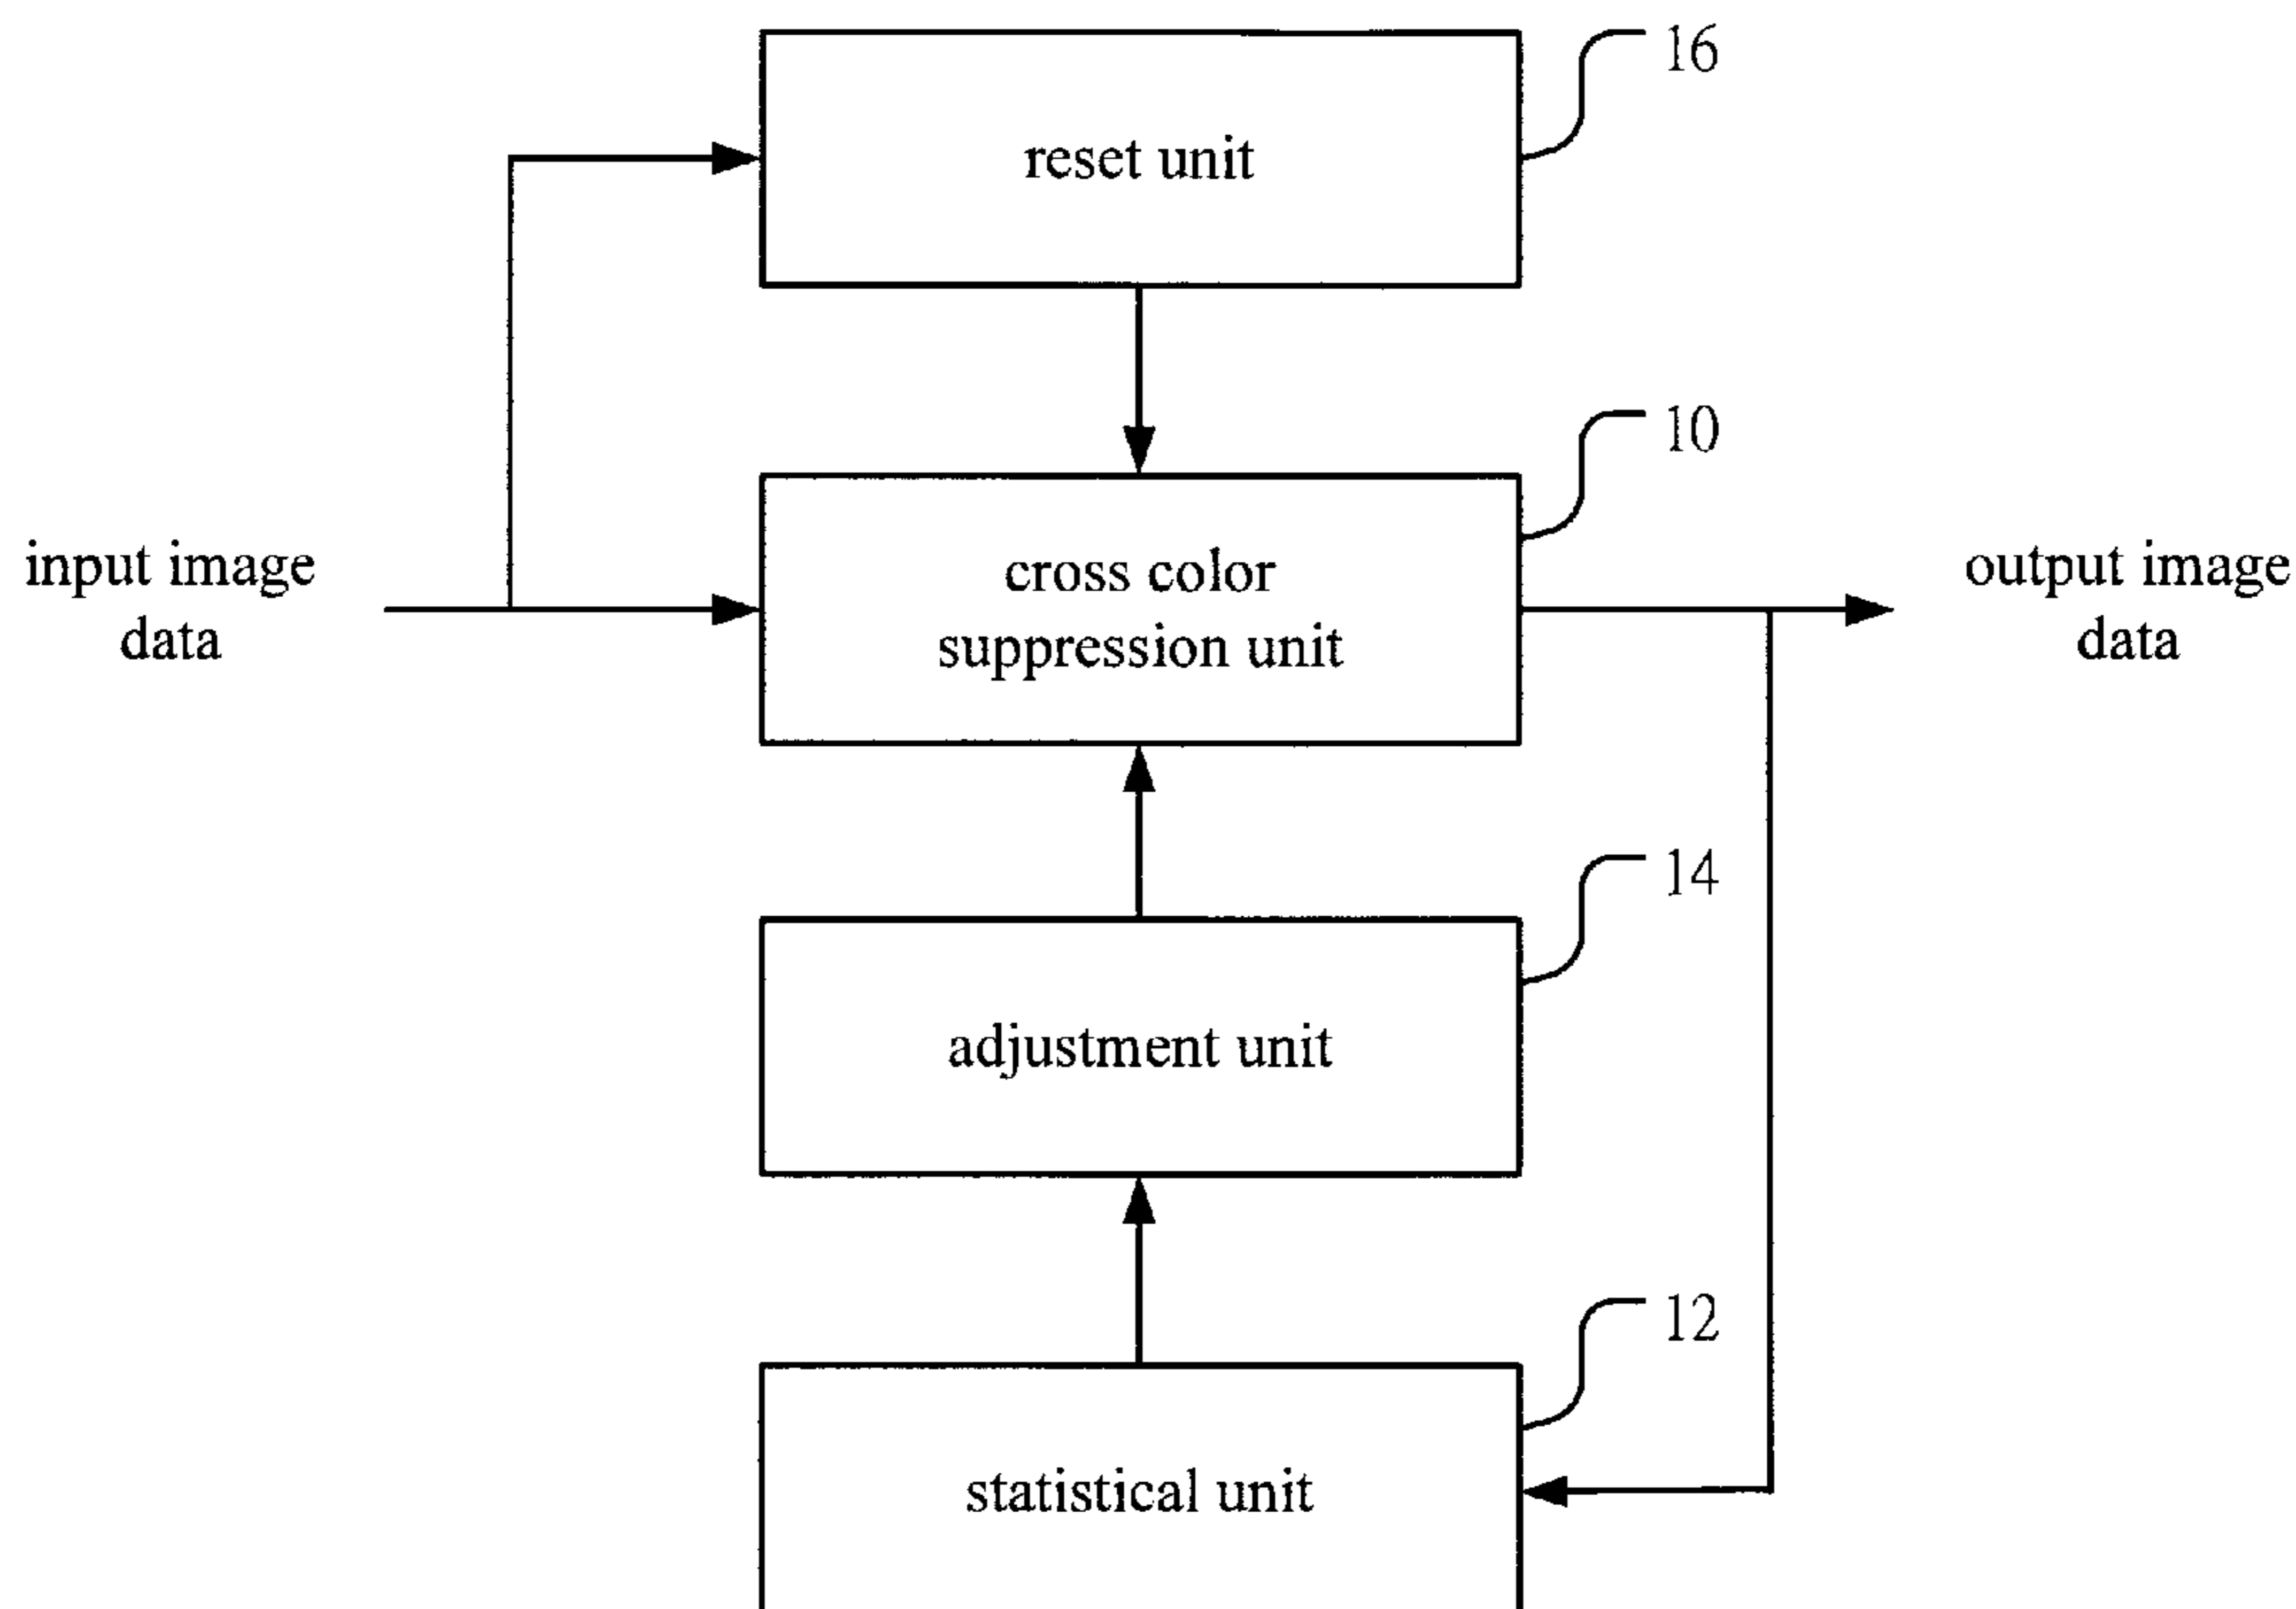 16
reset unit
10
input image
data
cross color
suppression unit
output image
data
14
adjustment unit
12
statistical unit